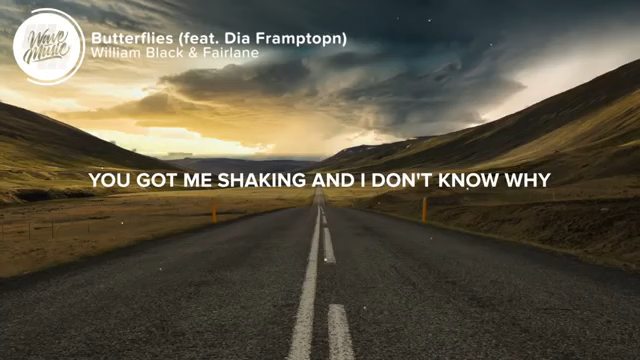 Wave
Music
Butterflies (feat. Dia Framptopn)
William Black & Fairlane
YOU GOT ME SHAKING AND I DON'T KNOW WHY